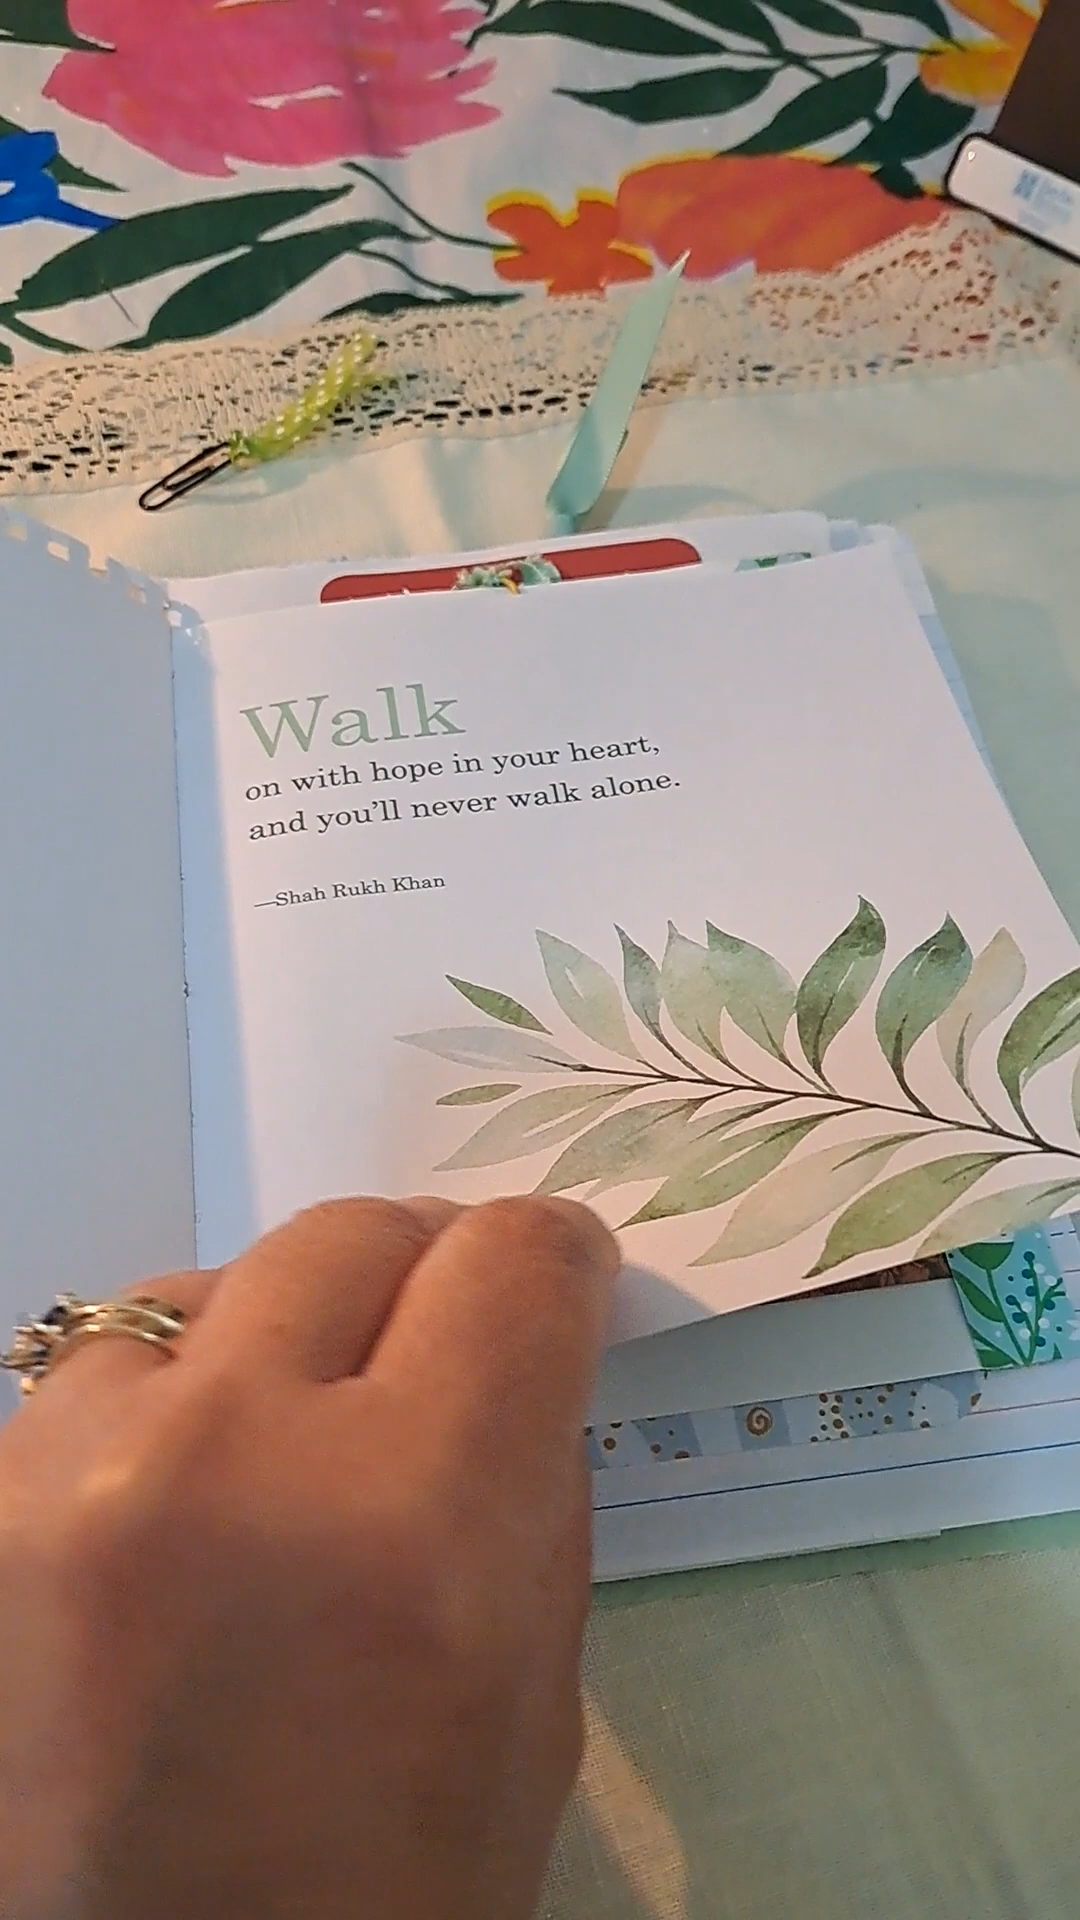 Walk
on with hope in your heart,
and you'll never walk alone.
—Shah Rukh Khan